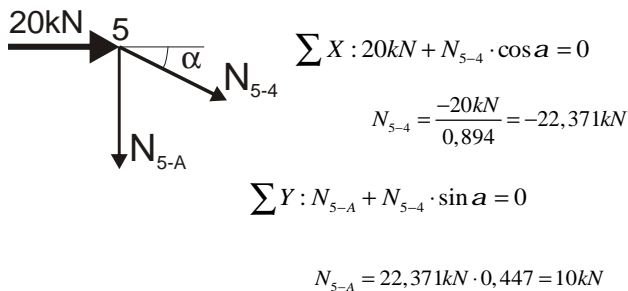 20kN 5
α
N5-4
N5-A
∑ X : 20kN + N5−4 · cos a = 0
N5−4 = −20kN / 0,894 = −22,371kN
∑ Y : N5−A + N5−4 · sin a = 0
N5−A = 22,371kN · 0,447 = 10kN